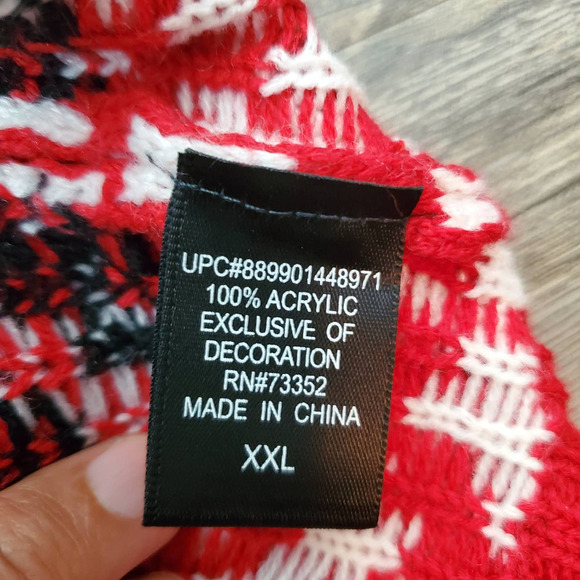 UPC#889901448971
100% ACRYLIC
EXCLUSIVE OF
DECORATION
RN#73352
MADE IN CHINA
XXL